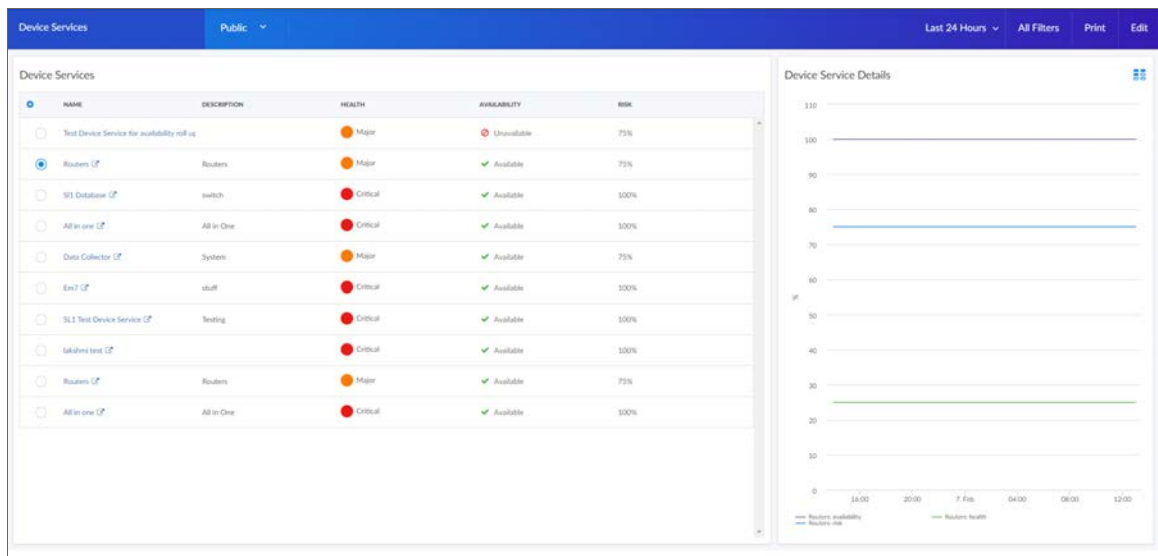 Device Services Public Last 24 Hours All Filters Print Edit
Device Services
NAME DESCRIPTION HEALTH AVAILABILITY RISK
Test Device Service for availability roll up Major Unavailable 75%
Routers Routers Major Available 75%
SI1 Database switch Critical Available 100%
All in one All in One Critical Available 100%
Data Collector System Major Available 75%
Em7 stuff Critical Available 100%
SL1 Test Device Service Testing Critical Available 100%
lakshmi test Critical Available 100%
Routers Routers Major Available 75%
All in one All in One Critical Available 100%
Device Service Details
110
100
90
80
70
60
%
50
40
30
20
10
0
16:00 20:00 7. Feb 04:00 08:00 12:00
Routers: availability Routers: health
Routers: risk